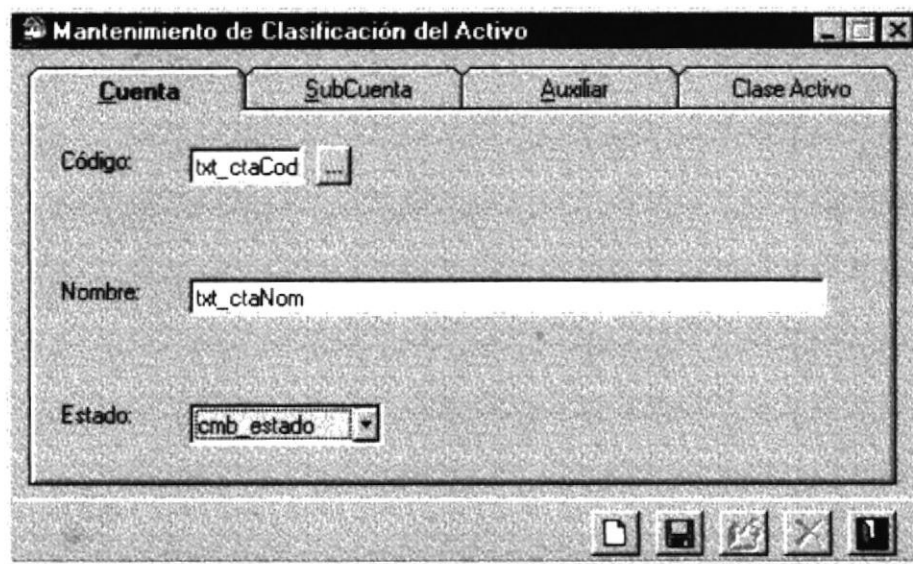 Mantenimiento de Clasificación del Activo
Cuenta SubCuenta Auxiliar Clase Activo
Código: txt_ctaCod ...
Nombre: txt_ctaNom
Estado: cmb_estado